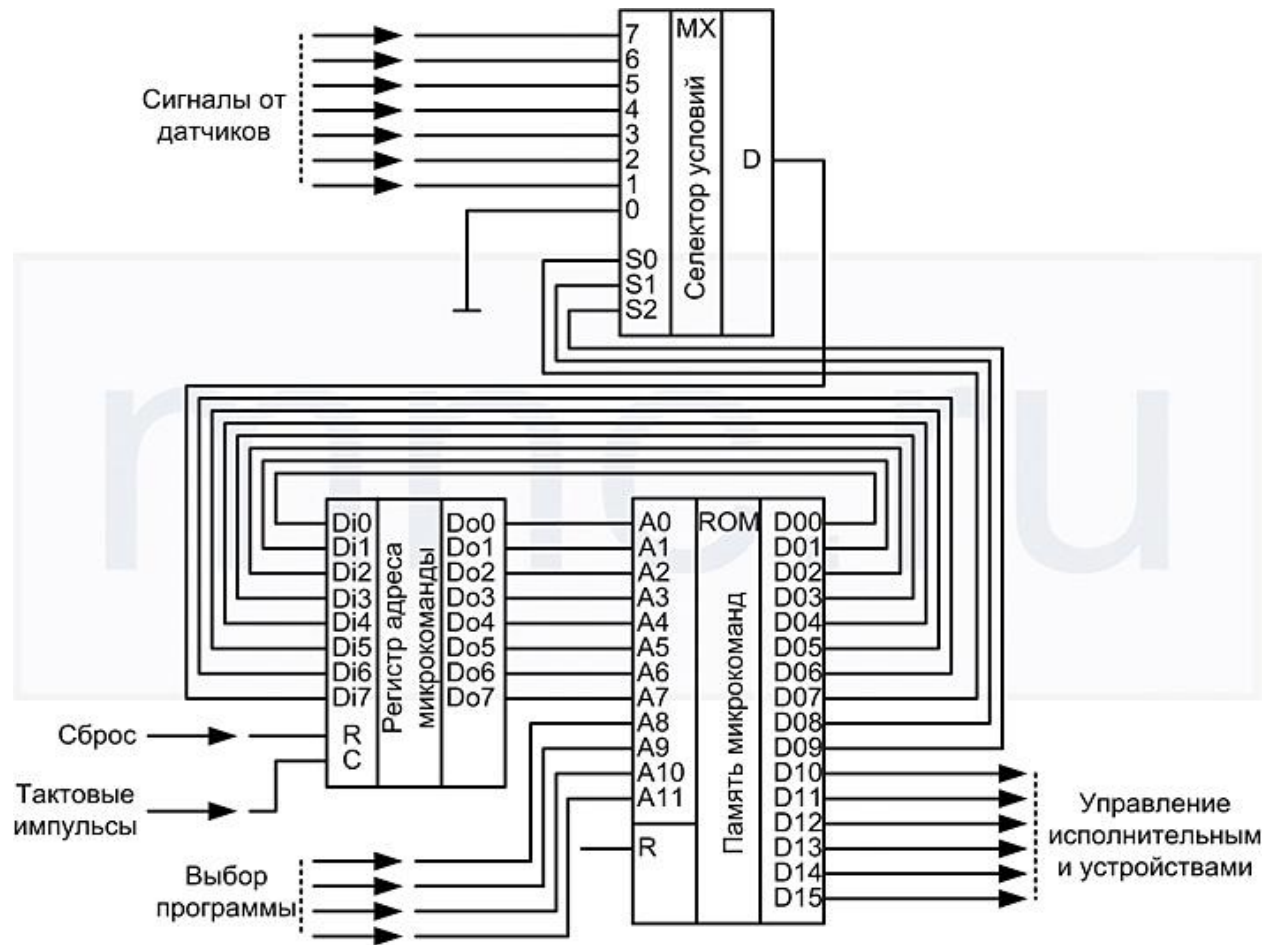 7
MX
6
5
4
3
2
1
0
S0
S1
S2
Селектор условий
D
Сигналы от
датчиков
Di0
Di1
Di2
Di3
Di4
Di5
Di6
Di7
R
C
Регистр адреса
микрокоманды
Do0
Do1
Do2
Do3
Do4
Do5
Do6
Do7
A0
A1
A2
A3
A4
A5
A6
A7
A8
A9
A10
A11
R
ROM
Память микрокоманд
D00
D01
D02
D03
D04
D05
D06
D07
D08
D09
D10
D11
D12
D13
D14
D15
Сброс
Тактовые
импульсы
Выбор
программы
Управление
исполнительным
и устройствами